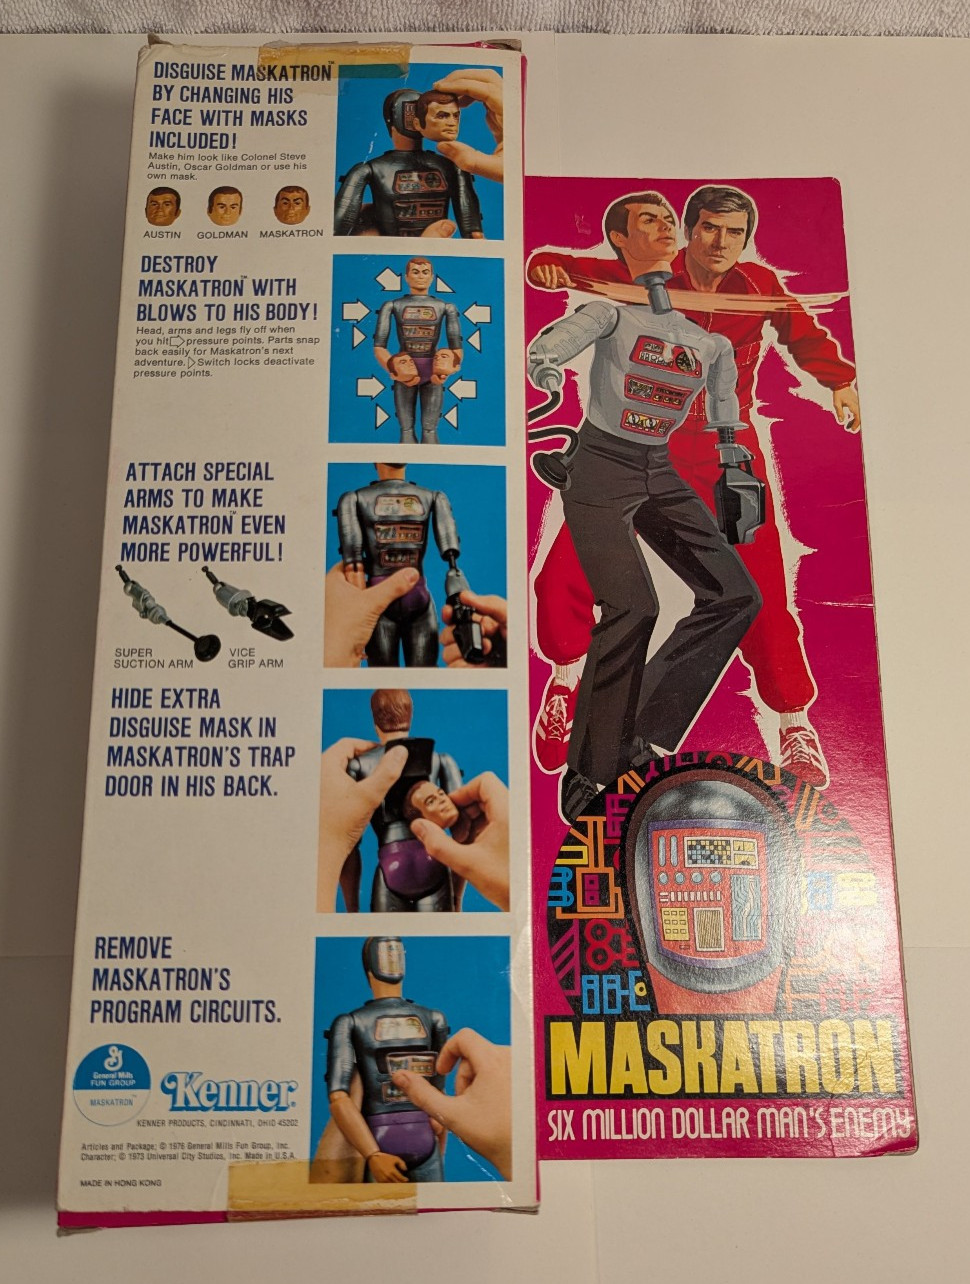 DISGUISE MASKATRON™
BY CHANGING HIS
FACE WITH MASKS
INCLUDED!
Make him look like Colonel Steve
Austin, Oscar Goldman or use his
own mask.
AUSTIN GOLDMAN MASKATRON
DESTROY
MASKATRON™ WITH
BLOWS TO HIS BODY!
Head, arms and legs fly off when
you hit pressure points. Parts snap
back easily for Maskatron's next
adventure. Switch locks deactivate
pressure points.
ATTACH SPECIAL
ARMS TO MAKE
MASKATRON™ EVEN
MORE POWERFUL!
SUPER
SUCTION ARM
VICE
GRIP ARM
HIDE EXTRA
DISGUISE MASK IN
MASKATRON'S TRAP
DOOR IN HIS BACK.
REMOVE
MASKATRON'S
PROGRAM CIRCUITS.
G
General Mills
FUN GROUP
MASKATRON™
Kenner®
KENNER PRODUCTS, CINCINNATI, OHIO 45202
Articles and Package; © 1976 General Mills Fun Group, Inc.
Character; © 1973 Universal City Studios, Inc. Made in U.S.A.
MADE IN HONG KONG
MASKATRON
SIX MILLION DOLLAR MAN'S ENEMY